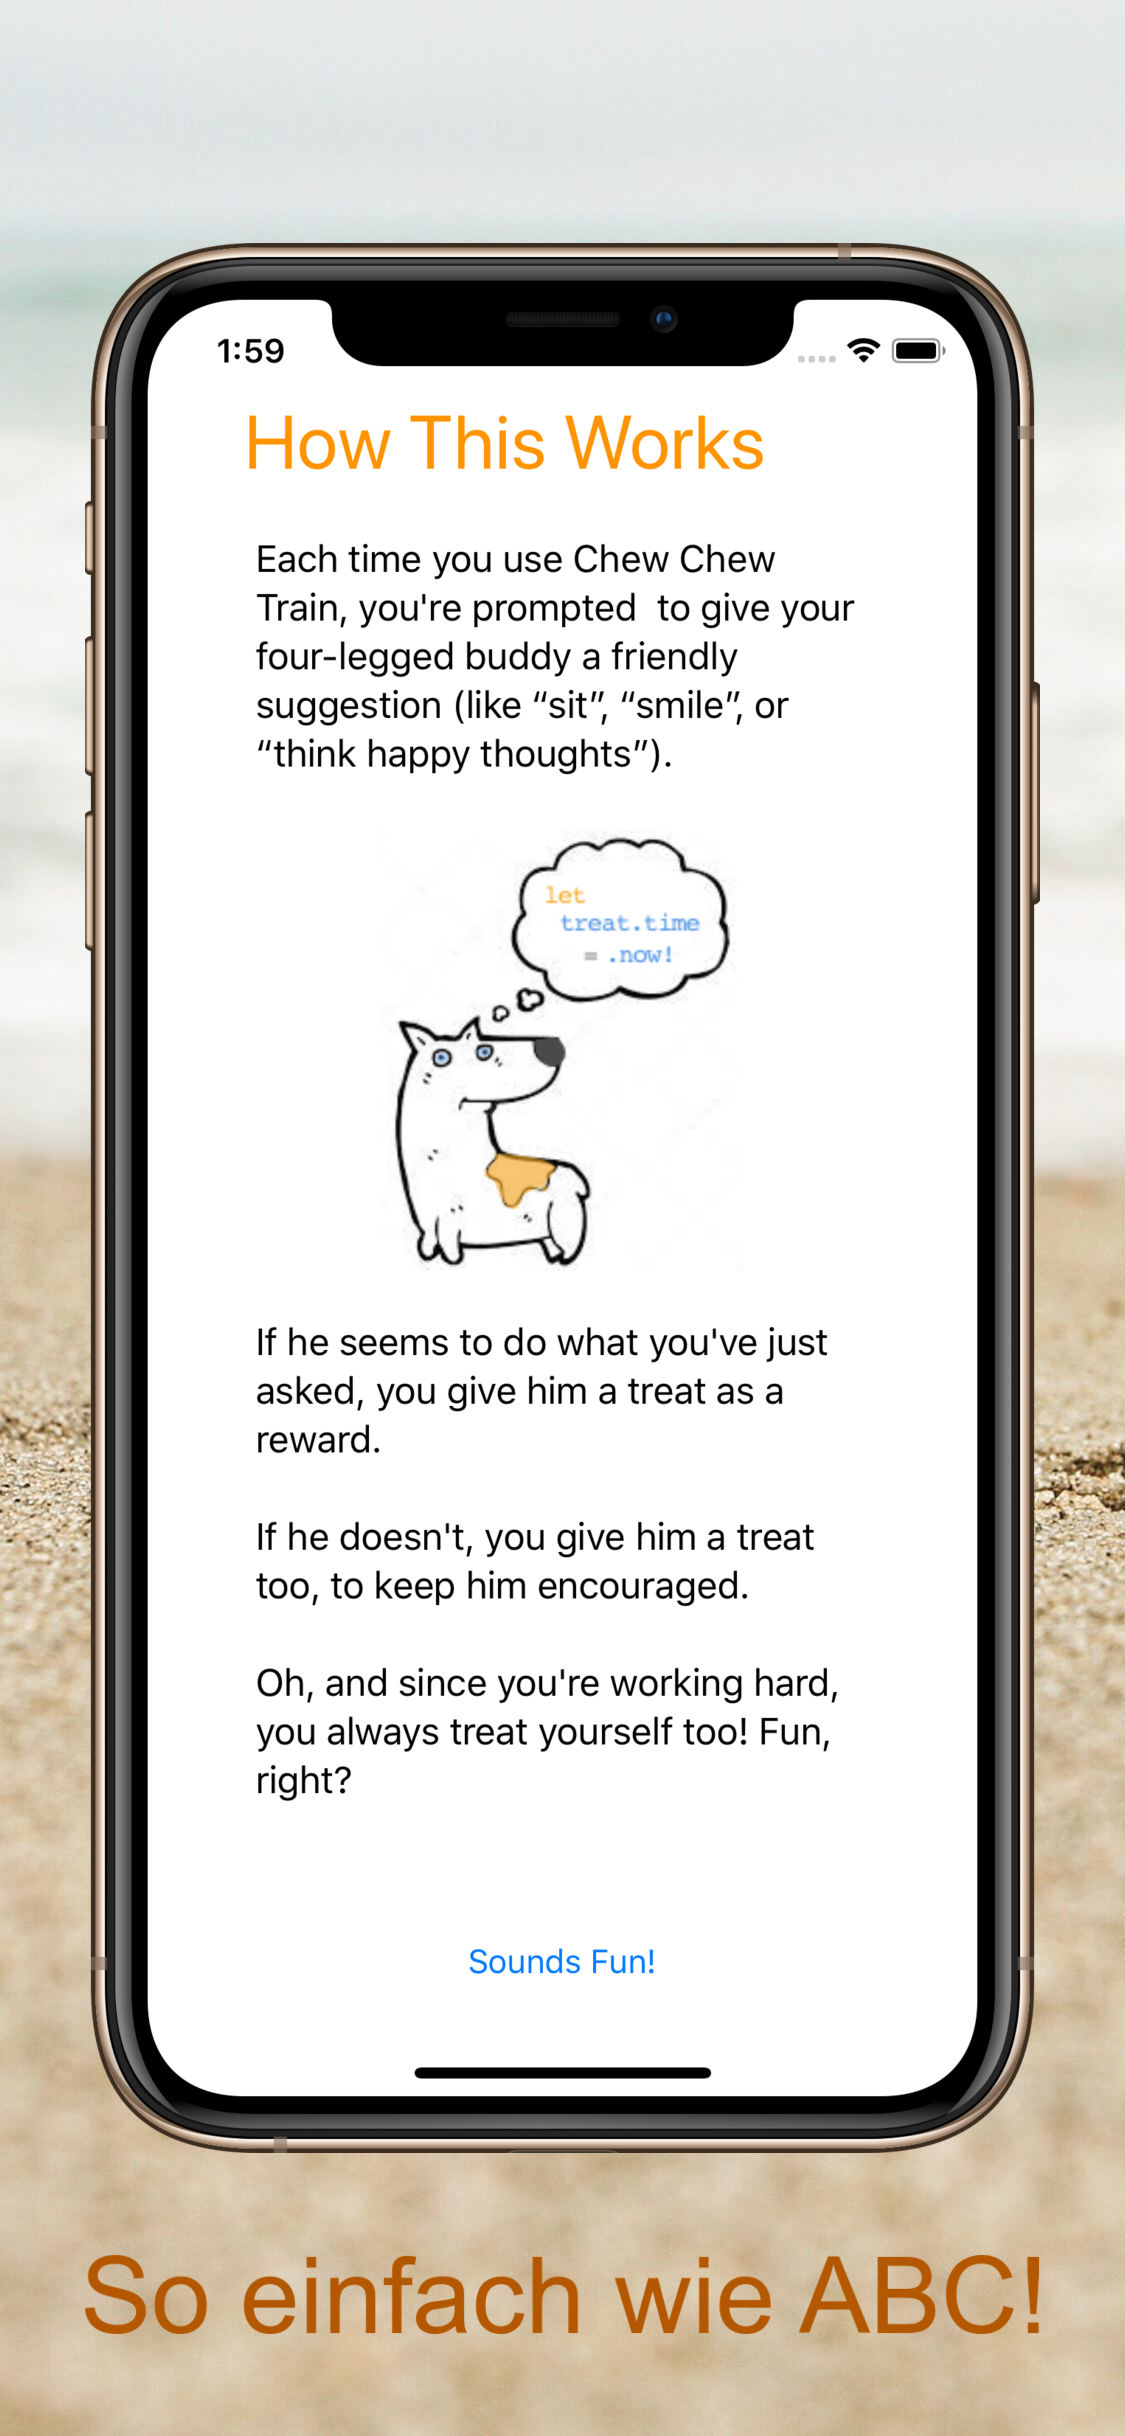 1:59
How This Works
Each time you use Chew Chew
Train, you're prompted  to give your
four-legged buddy a friendly
suggestion (like “sit”, “smile”, or
“think happy thoughts”).
let
treat.time
= .now!
If he seems to do what you've just
asked, you give him a treat as a
reward.
If he doesn't, you give him a treat
too, to keep him encouraged.
Oh, and since you're working hard,
you always treat yourself too! Fun,
right?
Sounds Fun!
So einfach wie ABC!